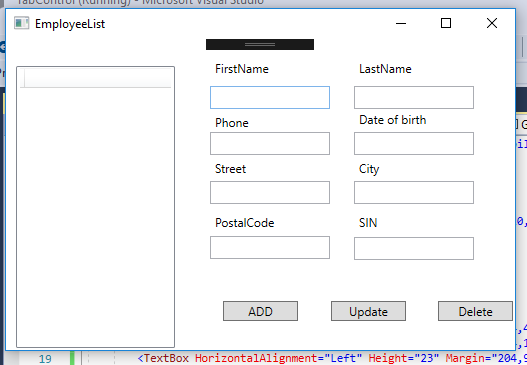 TabControl (Running) - Microsoft Visual Studio
EmployeeList
FirstName LastName
Phone Date of birth
Street City
PostalCode SIN
ADD Update Delete
19 <TextBox HorizontalAlignment="Left" Height="23" Margin="204,9